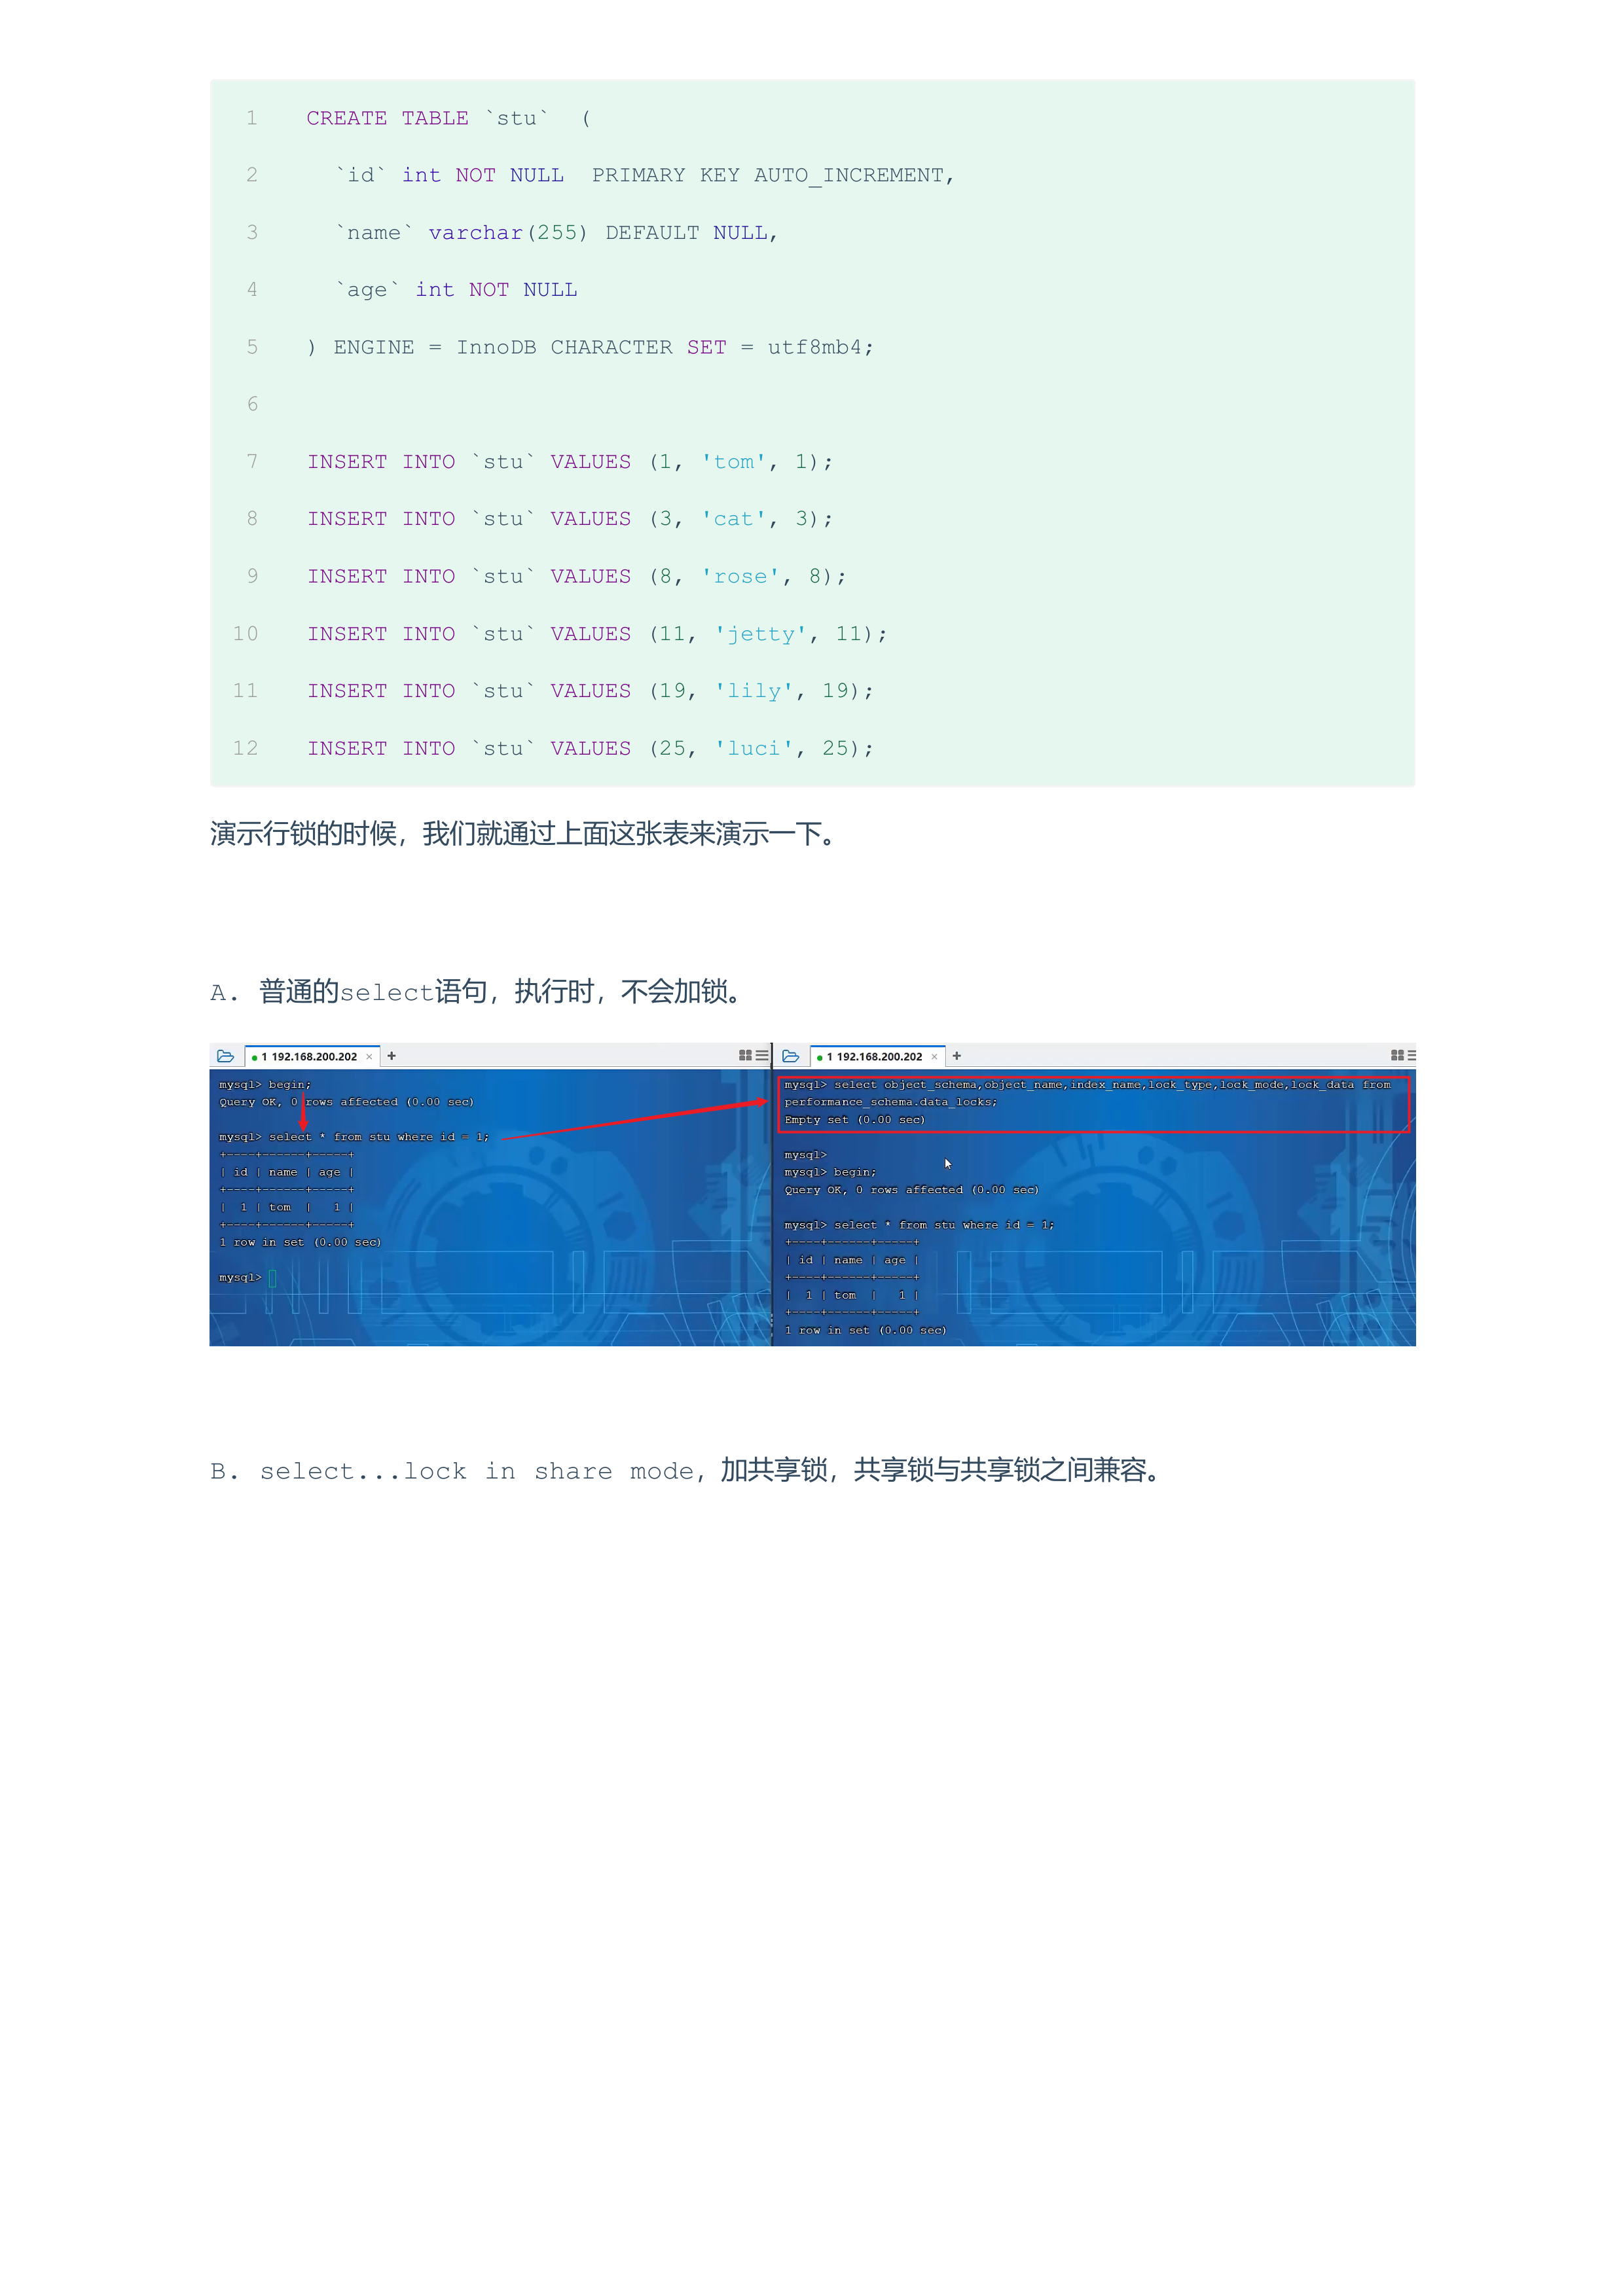 1 CREATE TABLE `stu`  (
2   `id` int NOT NULL  PRIMARY KEY AUTO_INCREMENT,
3   `name` varchar(255) DEFAULT NULL,
4   `age` int NOT NULL
5 ) ENGINE = InnoDB CHARACTER SET = utf8mb4;
6
7 INSERT INTO `stu` VALUES (1, 'tom', 1);
8 INSERT INTO `stu` VALUES (3, 'cat', 3);
9 INSERT INTO `stu` VALUES (8, 'rose', 8);
10 INSERT INTO `stu` VALUES (11, 'jetty', 11);
11 INSERT INTO `stu` VALUES (19, 'lily', 19);
12 INSERT INTO `stu` VALUES (25, 'luci', 25);
演示行锁的时候，我们就通过上面这张表来演示一下。
A. 普通的select语句，执行时，不会加锁。
1 192.168.200.202 × +
mysql> begin;
Query OK, 0 rows affected (0.00 sec)
mysql> select * from stu where id = 1;
+----+------+-----+
| id | name | age |
+----+------+-----+
|  1 | tom  |   1 |
+----+------+-----+
1 row in set (0.00 sec)
mysql>
1 192.168.200.202 × +
mysql> select object_schema,object_name,index_name,lock_type,lock_mode,lock_data from
performance_schema.data_locks;
Empty set (0.00 sec)
mysql>
mysql> begin;
Query OK, 0 rows affected (0.00 sec)
mysql> select * from stu where id = 1;
+----+------+-----+
| id | name | age |
+----+------+-----+
|  1 | tom  |   1 |
+----+------+-----+
1 row in set (0.00 sec)
B. select...lock in share mode，加共享锁，共享锁与共享锁之间兼容。